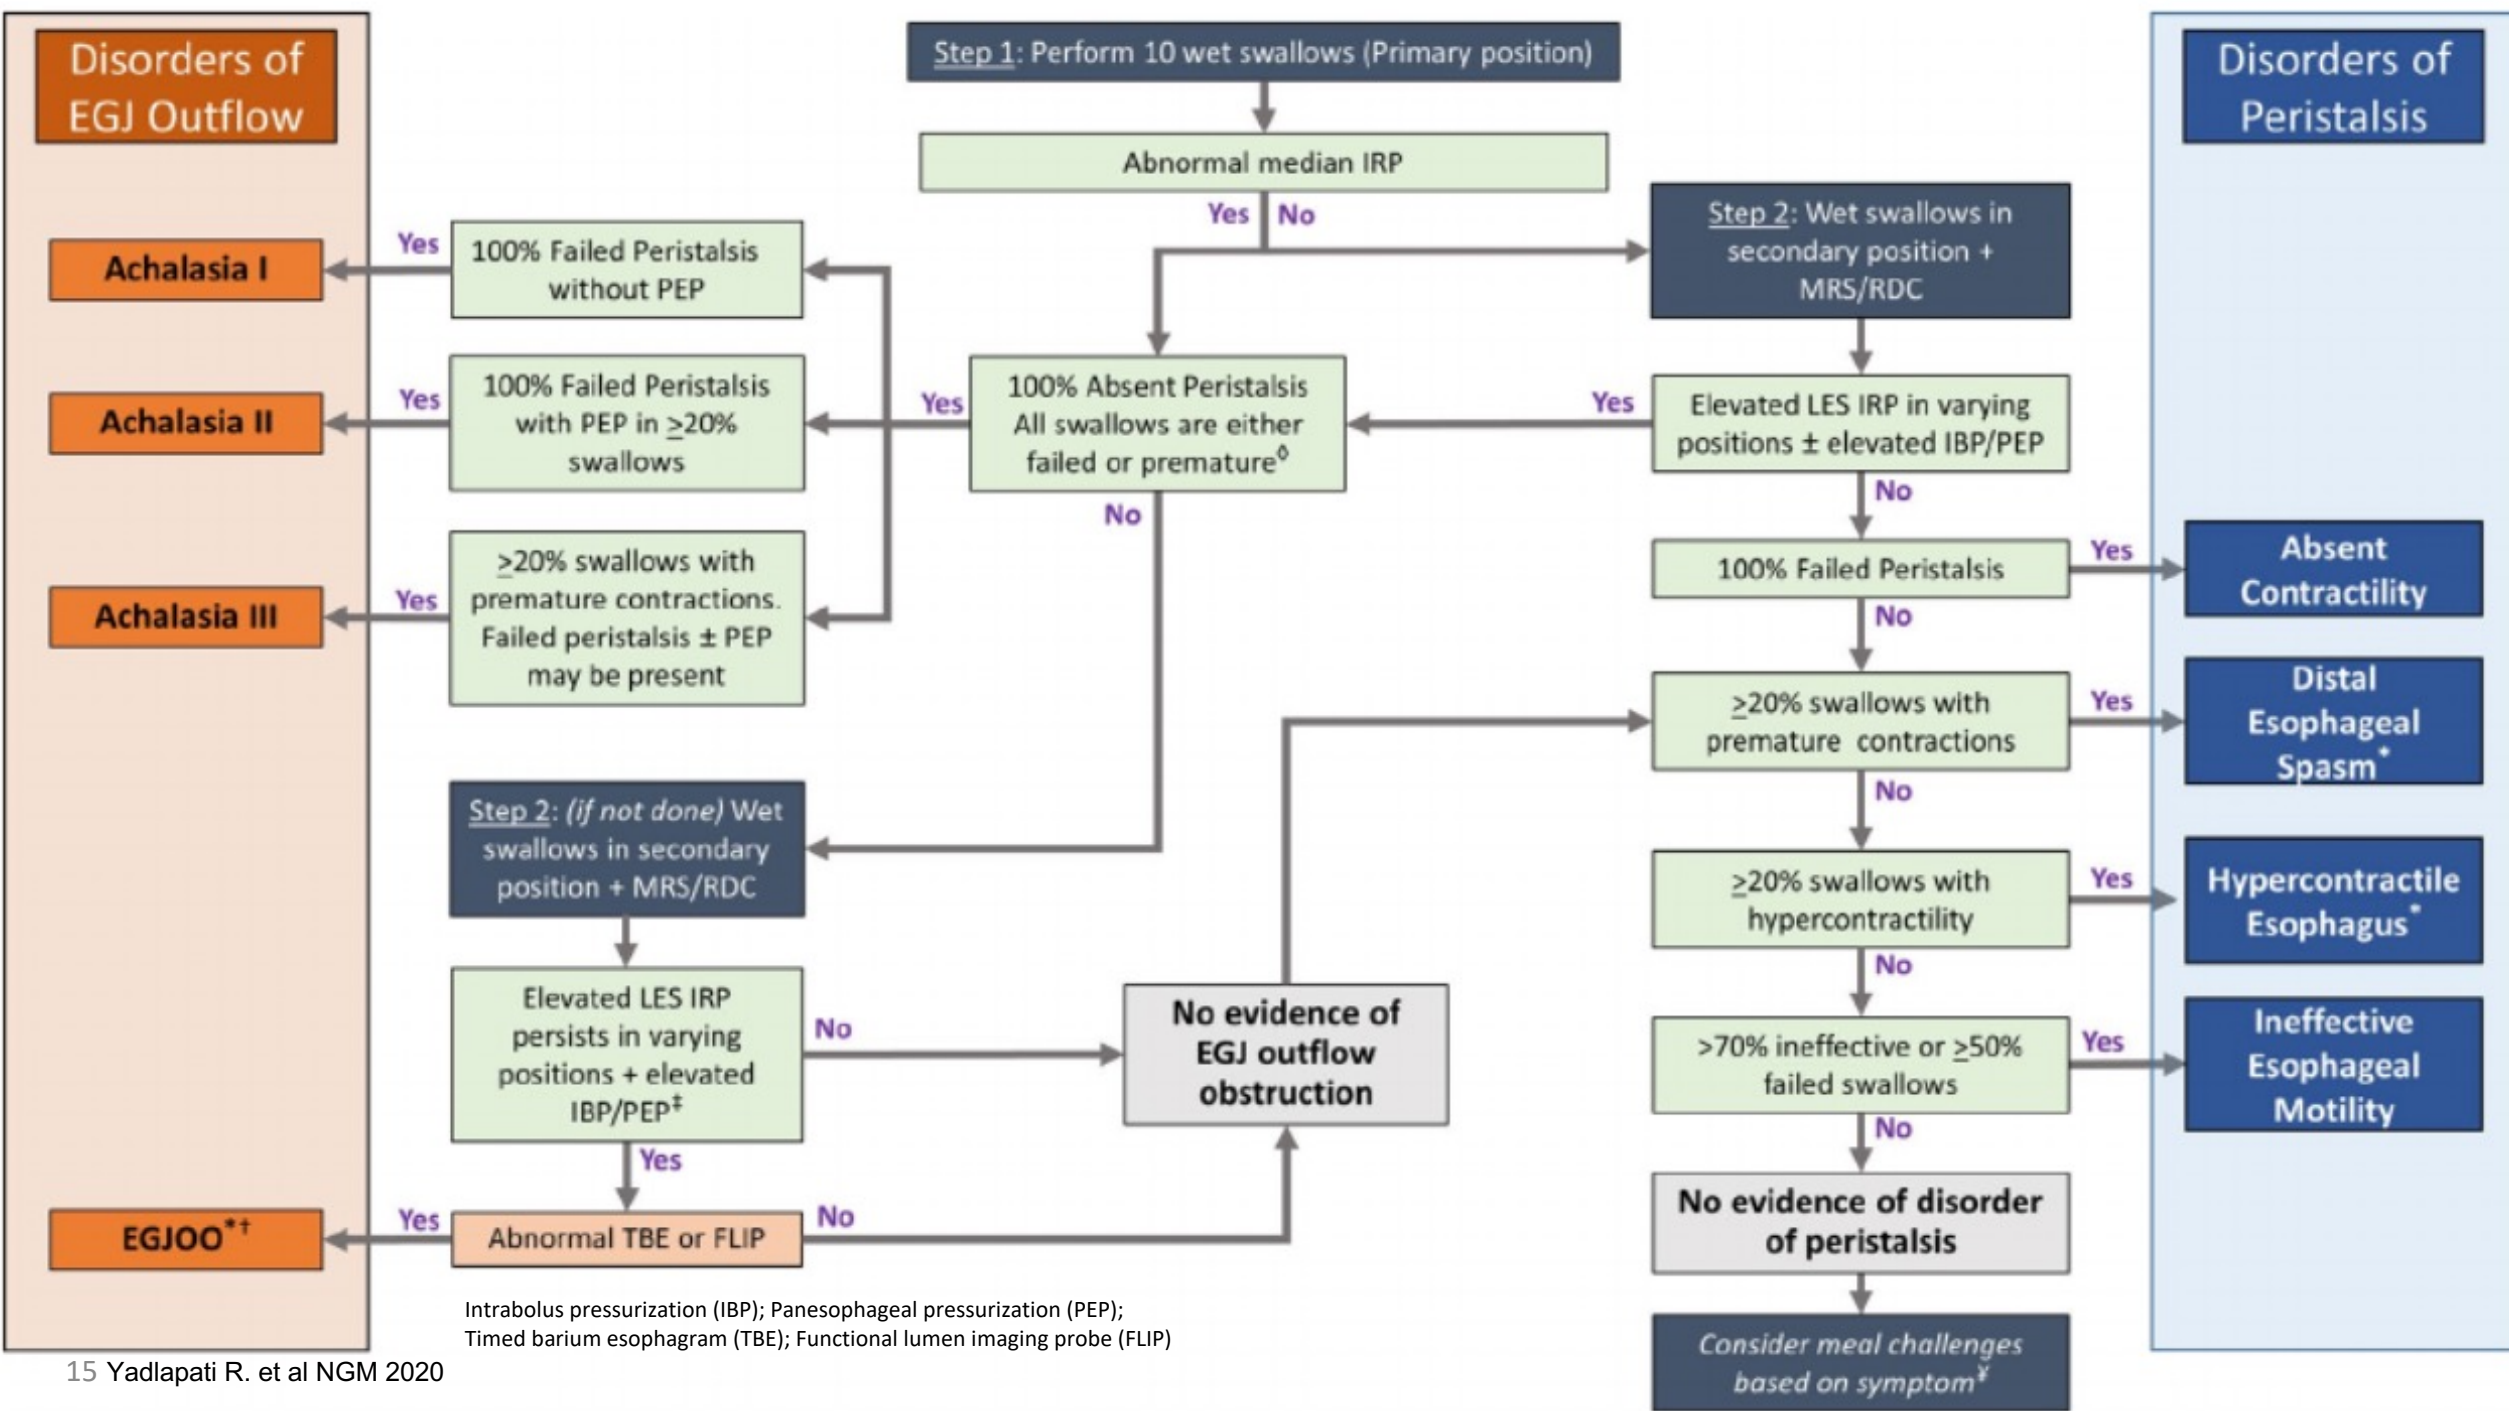 Disorders of
EGJ Outflow
Step 1: Perform 10 wet swallows (Primary position)
Disorders of
Peristalsis
Abnormal median IRP
Yes
No
Step 2: Wet swallows in
secondary position +
MRS/RDC
Achalasia I
Yes
100% Failed Peristalsis
without PEP
Achalasia II
Yes
100% Failed Peristalsis
with PEP in ≥20%
swallows
Yes
100% Absent Peristalsis
All swallows are either
failed or premature◊
Yes
Elevated LES IRP in varying
positions ± elevated IBP/PEP
No
No
Achalasia III
Yes
≥20% swallows with
premature contractions.
Failed peristalsis ± PEP
may be present
100% Failed Peristalsis
Yes
Absent
Contractility
No
≥20% swallows with
premature contractions
Yes
Distal
Esophageal
Spasm*
No
Step 2: (if not done) Wet
swallows in secondary
position + MRS/RDC
≥20% swallows with
hypercontractility
Yes
Hypercontractile
Esophagus*
No
Elevated LES IRP
persists in varying
positions + elevated
IBP/PEP‡
No
No evidence of
EGJ outflow
obstruction
>70% ineffective or ≥50%
failed swallows
Yes
Ineffective
Esophageal
Motility
No
Yes
EGJOO*†
Yes
Abnormal TBE or FLIP
No
No evidence of disorder
of peristalsis
Intrabolus pressurization (IBP); Panesophageal pressurization (PEP);
Timed barium esophagram (TBE); Functional lumen imaging probe (FLIP)
Consider meal challenges
based on symptom¥
15 Yadlapati R. et al NGM 2020